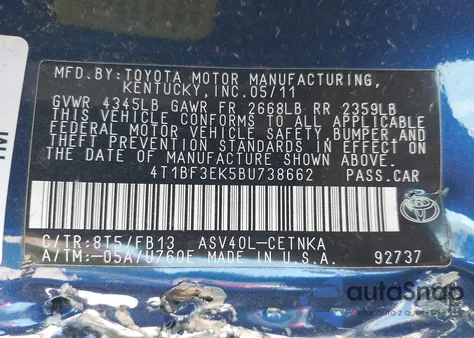 MFD.BY:TOYOTA MOTOR MANUFACTURING,
KENTUCKY,INC.05/11
GVWR 4345LB GAWR FR 2668LB RR 2359LB
THIS VEHICLE CONFORMS TO ALL APPLICABLE
FEDERAL MOTOR VEHICLE SAFETY,BUMPER,AND
THEFT PREVENTION STANDARDS IN EFFECT ON
THE DATE OF MANUFACTURE SHOWN ABOVE.
4T1BF3EK5BU738662 PASS.CAR
C/TR:8T5/FB13 ASV40L-CETNKA
A/TM:-05A/U760E MADE IN U.S.A. 92737
TOYOTA
autoSnap